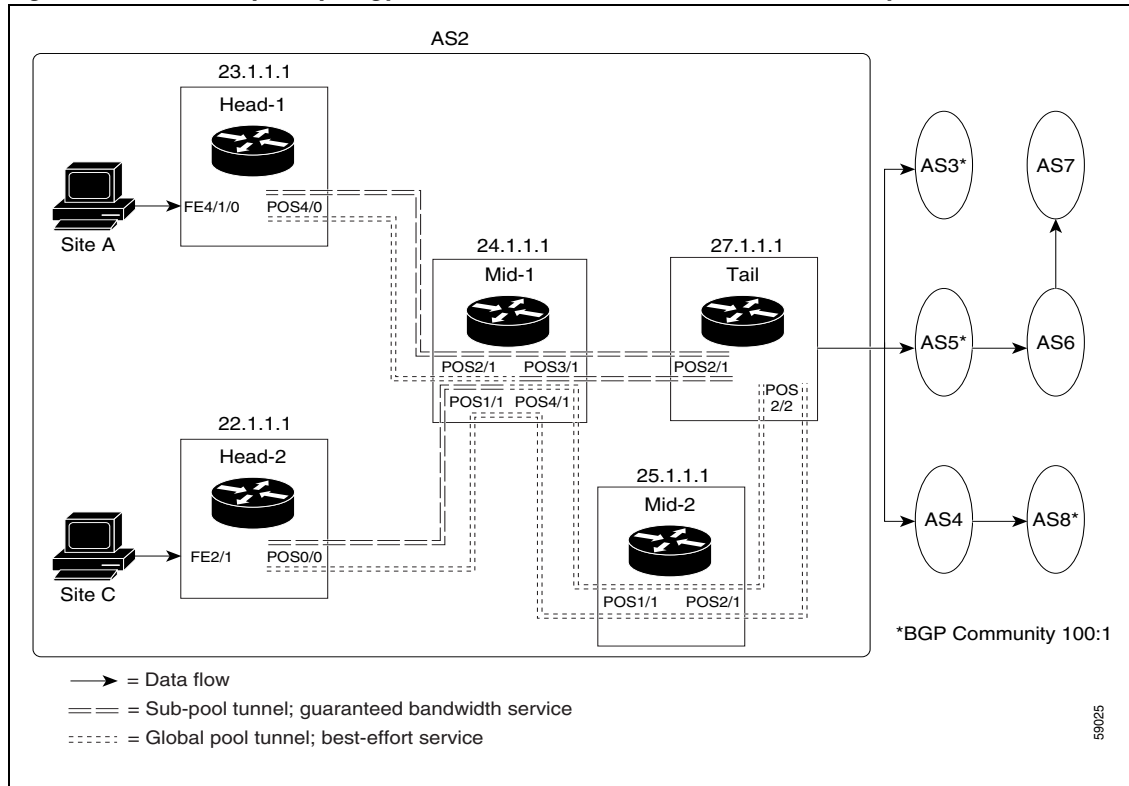 AS2
23.1.1.1
Head-1
FE4/1/0
POS4/0
Site A
24.1.1.1
Mid-1
POS2/1
POS3/1
POS1/1
POS4/1
27.1.1.1
Tail
POS2/1
POS
2/2
22.1.1.1
Head-2
FE2/1
POS0/0
Site C
25.1.1.1
Mid-2
POS1/1
POS2/1
AS3*
AS7
AS5*
AS6
AS4
AS8*
*BGP Community 100:1
= Data flow
= Sub-pool tunnel; guaranteed bandwidth service
= Global pool tunnel; best-effort service
59025